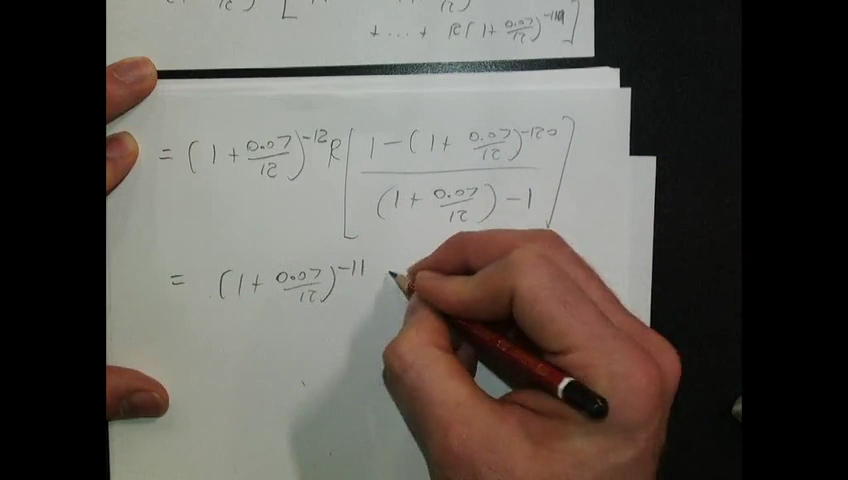 + ... + R(1 + 0.07/12)^-119]
= (1 + 0.07/12)^-12 R [ 1 - (1 + 0.07/12)^-120 / (1 + 0.07/12) - 1 ]
= (1 + 0.07/12)^-11